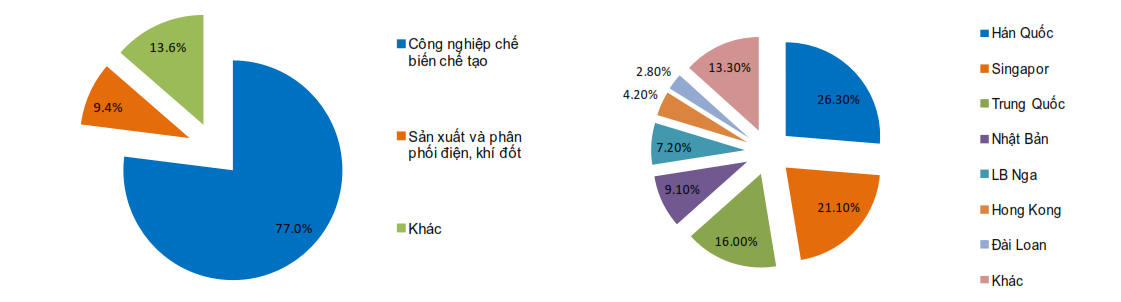 13.6%
9.4%
77.0%
Công nghiệp chế
biến chế tạo
Sản xuất và phân
phối điện, khí đốt
Khác
13.30%
2.80%
4.20%
7.20%
9.10%
16.00%
21.10%
26.30%
Hán Quốc
Singapor
Trung Quốc
Nhật Bản
LB Nga
Hong Kong
Đài Loan
Khác